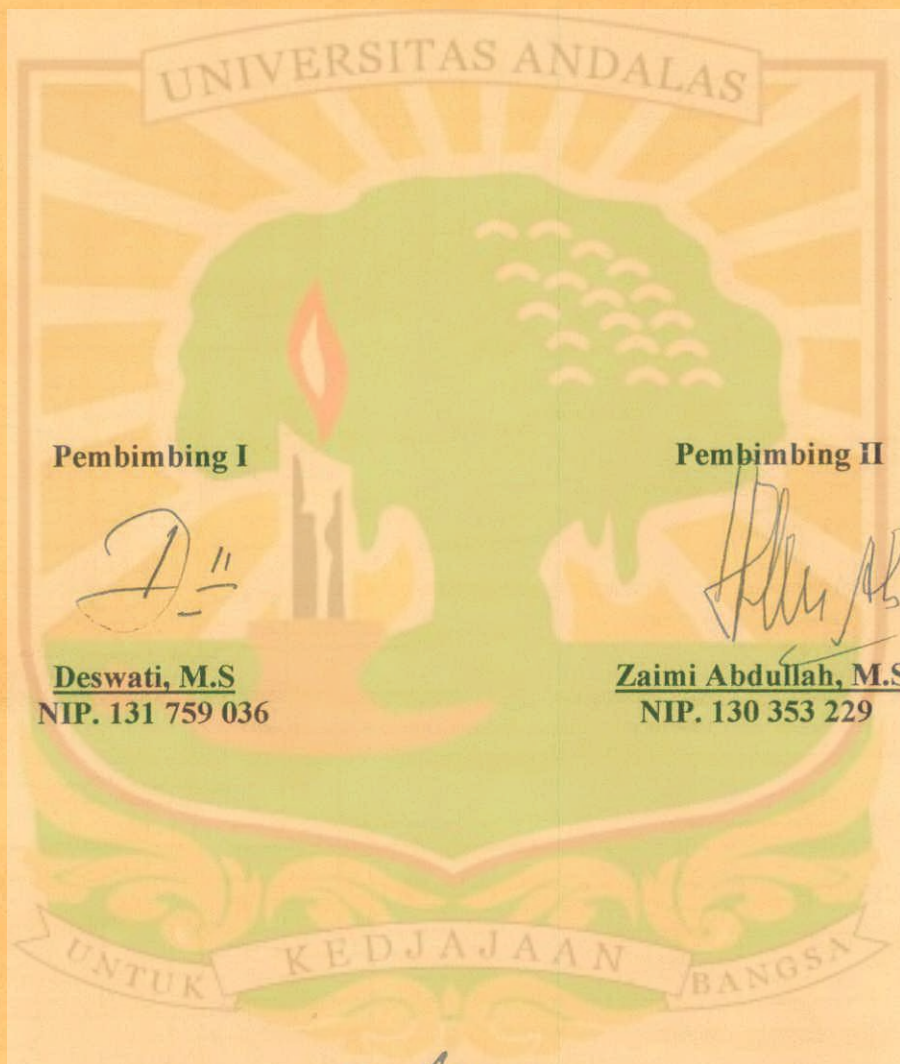 UNIVERSITAS ANDALAS
Pembimbing I
Pembimbing II
Deswati, M.S
NIP. 131 759 036
Zaimi Abdullah, M.S
NIP. 130 353 229
UNTUK KEDJAJAAN BANGSA